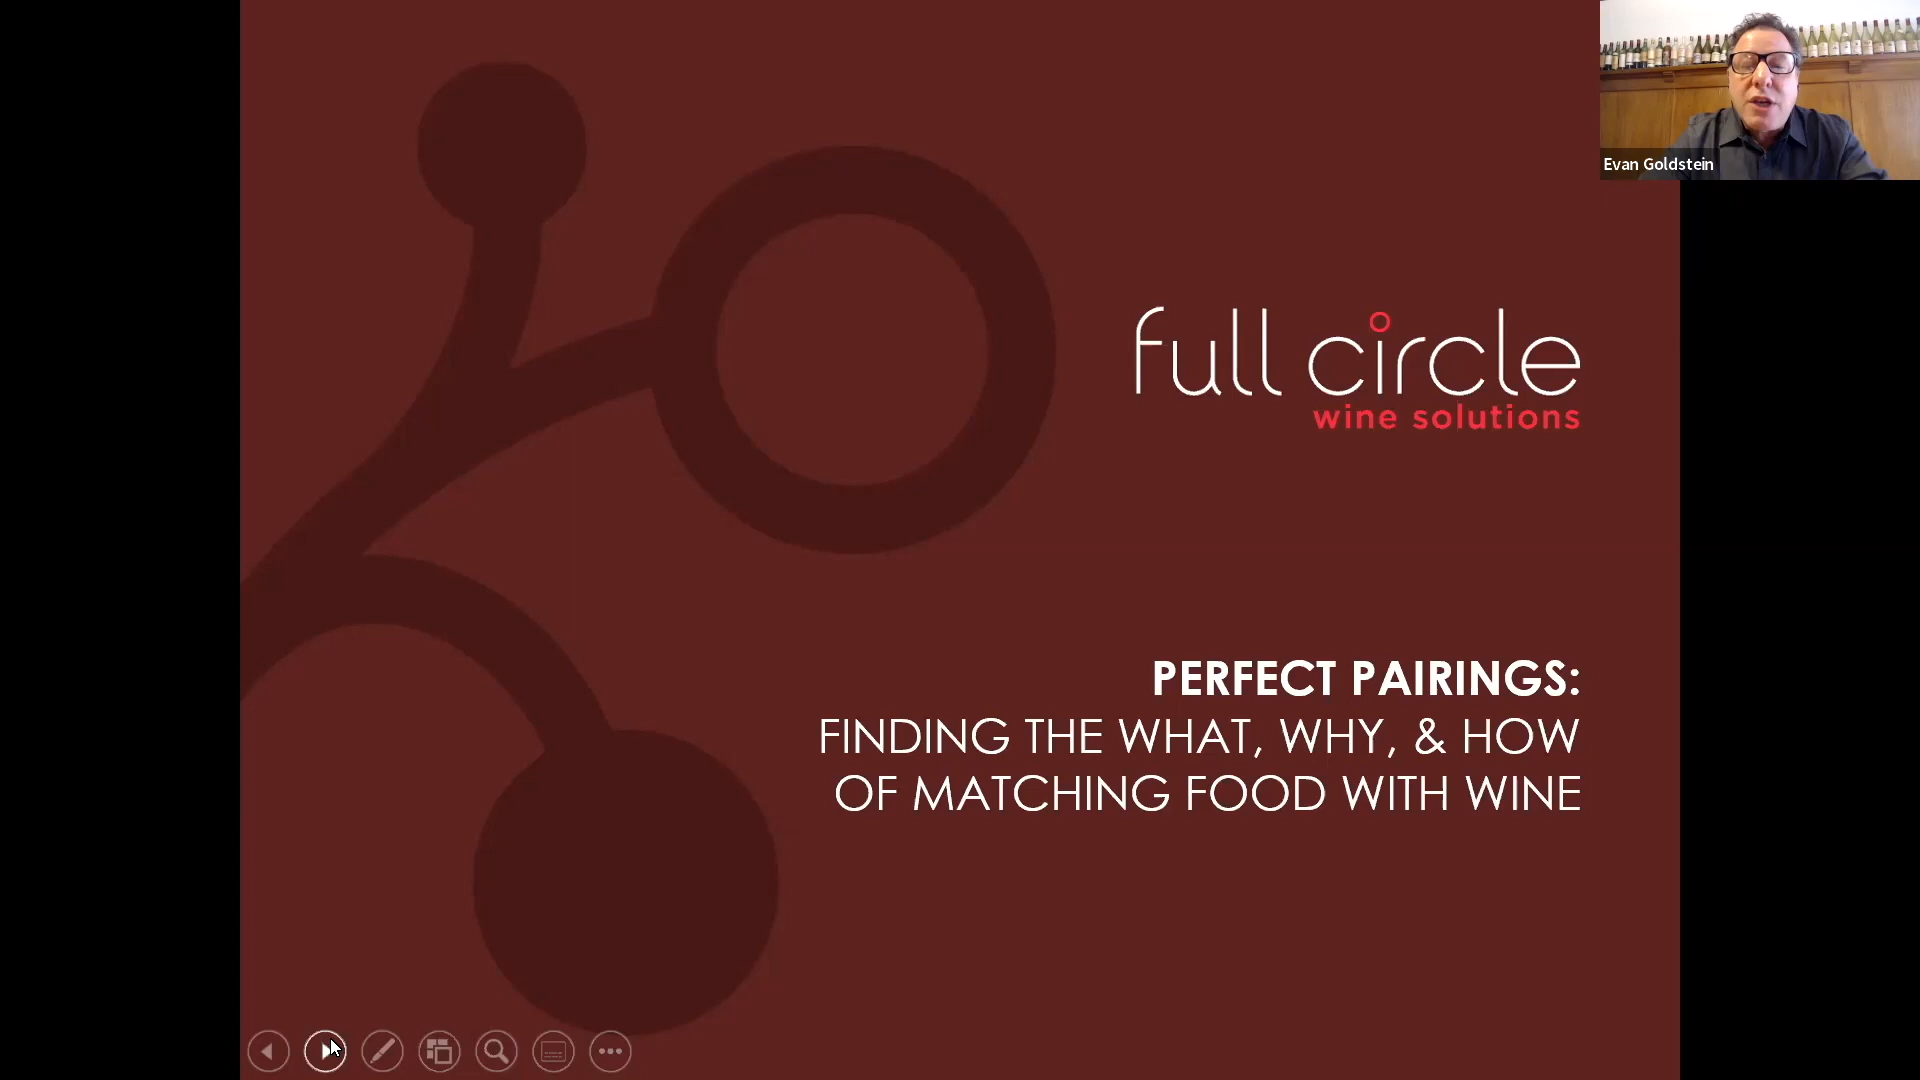 Evan Goldstein
full circle
wine solutions
PERFECT PAIRINGS:
FINDING THE WHAT, WHY, & HOW
OF MATCHING FOOD WITH WINE